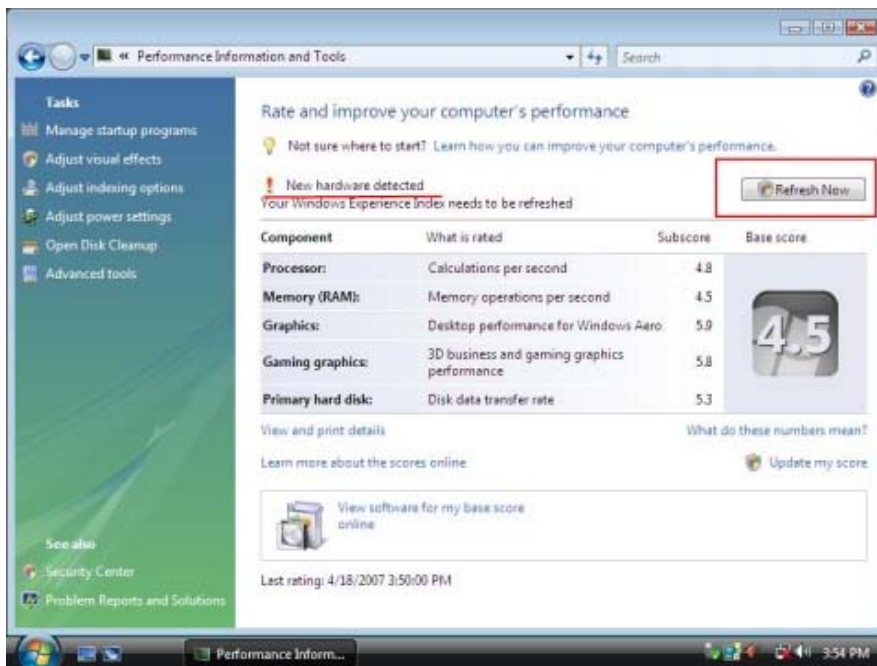 « Performance Information and Tools
Search
Tasks
Manage startup programs
Adjust visual effects
Adjust indexing options
Adjust power settings
Open Disk Cleanup
Advanced tools
See also
Security Center
Problem Reports and Solutions
Rate and improve your computer's performance
Not sure where to start? Learn how you can improve your computer's performance.
New hardware detected
Your Windows Experience Index needs to be refreshed
Refresh Now
Component What is rated Subscore Base score
Processor: Calculations per second 4.8
Memory (RAM): Memory operations per second 4.5
Graphics: Desktop performance for Windows Aero 5.9
Gaming graphics: 3D business and gaming graphics
performance 5.8
Primary hard disk: Disk data transfer rate 5.3
4.5
View and print details What do these numbers mean?
Learn more about the scores online Update my score
View software for my base score
online
Last rating: 4/18/2007 3:50:00 PM
Performance Inform...
3:54 PM